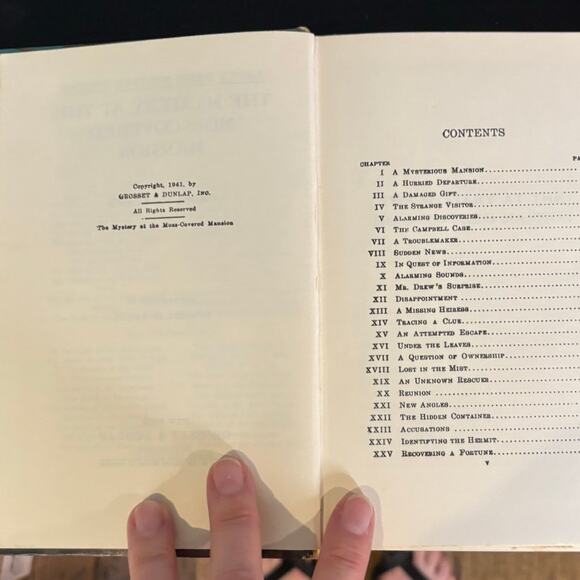 Copyright, 1941, by
GROSSET & DUNLAP, INC.
All Rights Reserved
The Mystery at the Moss-Covered Mansion
CONTENTS
CHAPTER PA
I A MYSTERIOUS MANSION
II A HURRIED DEPARTURE
III A DAMAGED GIFT
IV THE STRANGE VISITOR
V ALARMING DISCOVERIES
VI THE CAMPBELL CASE
VII A TROUBLEMAKER
VIII SUDDEN NEWS
IX IN QUEST OF INFORMATION
X ALARMING SOUNDS
XI MR. DREW'S SURPRISE
XII DISAPPOINTMENT
XIII A MISSING HEIRESS
XIV TRACING A CLUE
XV AN ATTEMPTED ESCAPE
XVI UNDER THE LEAVES
XVII A QUESTION OF OWNERSHIP
XVIII LOST IN THE MIST
XIX AN UNKNOWN RESCUER
XX REUNION
XXI NEW ANGLES
XXII THE HIDDEN CONTAINER
XXIII ACCUSATIONS
XXIV IDENTIFYING THE HERMIT
XXV RECOVERING A FORTUNE
v